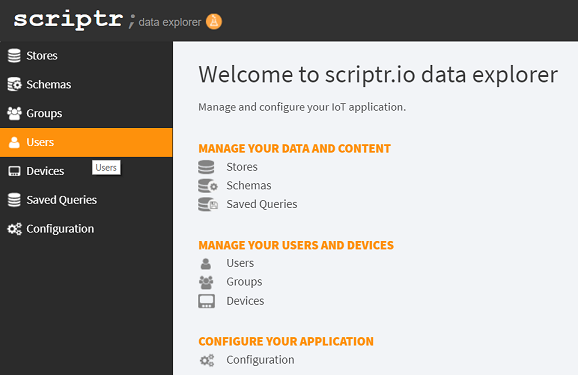 scriptr; data explorer
Stores
Schemas
Groups
Users
Devices
Users
Saved Queries
Configuration
Welcome to scriptr.io data explorer
Manage and configure your IoT application.
MANAGE YOUR DATA AND CONTENT
Stores
Schemas
Saved Queries
MANAGE YOUR USERS AND DEVICES
Users
Groups
Devices
CONFIGURE YOUR APPLICATION
Configuration